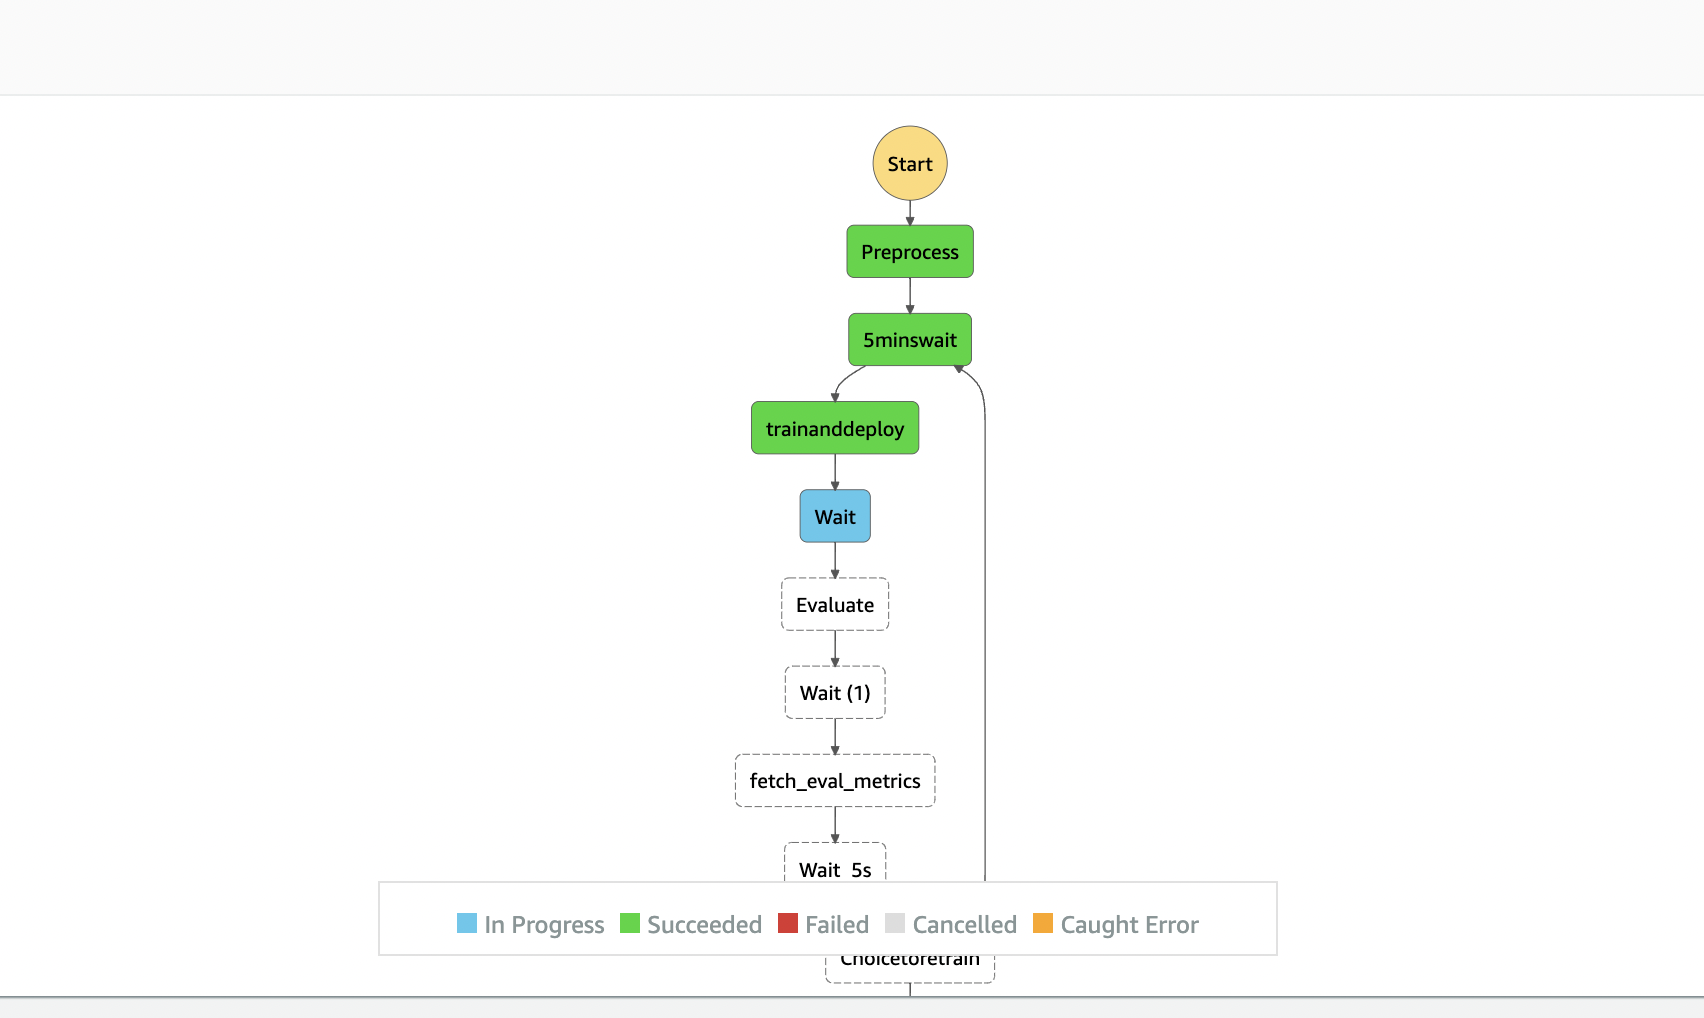 Start
Preprocess
5minswait
trainanddeploy
Wait
Evaluate
Wait (1)
fetch_eval_metrics
Wait 5s
In Progress Succeeded Failed Cancelled Caught Error
Choicetoretrain